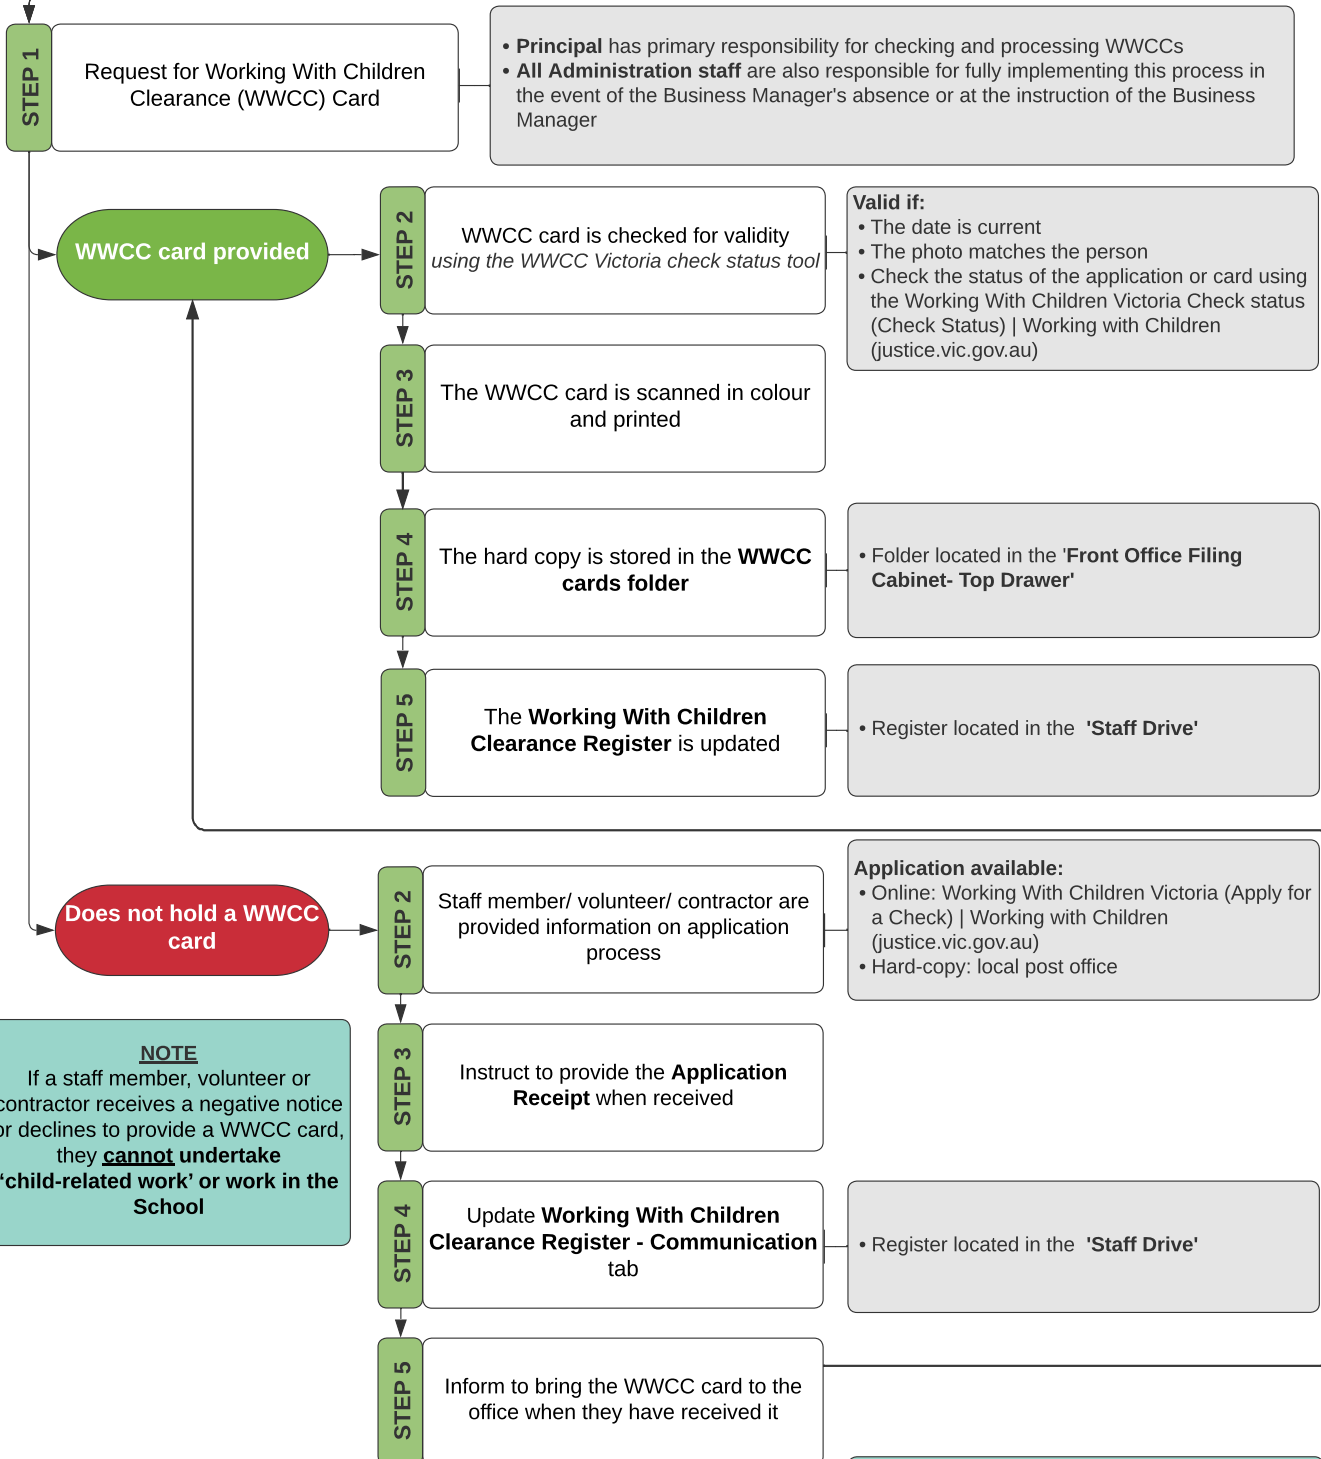 STEP 1
Request for Working With Children
Clearance (WWCC) Card
• Principal has primary responsibility for checking and processing WWCCs
• All Administration staff are also responsible for fully implementing this process in
the event of the Business Manager's absence or at the instruction of the Business
Manager
WWCC card provided
STEP 2
WWCC card is checked for validity
using the WWCC Victoria check status tool
Valid if:
• The date is current
• The photo matches the person
• Check the status of the application or card using
the Working With Children Victoria Check status
(Check Status) | Working with Children
(justice.vic.gov.au)
STEP 3
The WWCC card is scanned in colour
and printed
STEP 4
The hard copy is stored in the WWCC
cards folder
• Folder located in the 'Front Office Filing
Cabinet- Top Drawer'
STEP 5
The Working With Children
Clearance Register is updated
• Register located in the 'Staff Drive'
Does not hold a WWCC
card
STEP 2
Staff member/ volunteer/ contractor are
provided information on application
process
Application available:
• Online: Working With Children Victoria (Apply for
a Check) | Working with Children
(justice.vic.gov.au)
• Hard-copy: local post office
NOTE
If a staff member, volunteer or
contractor receives a negative notice
or declines to provide a WWCC card,
they cannot undertake
‘child-related work’ or work in the
School
STEP 3
Instruct to provide the Application
Receipt when received
STEP 4
Update Working With Children
Clearance Register - Communication
tab
• Register located in the 'Staff Drive'
STEP 5
Inform to bring the WWCC card to the
office when they have received it